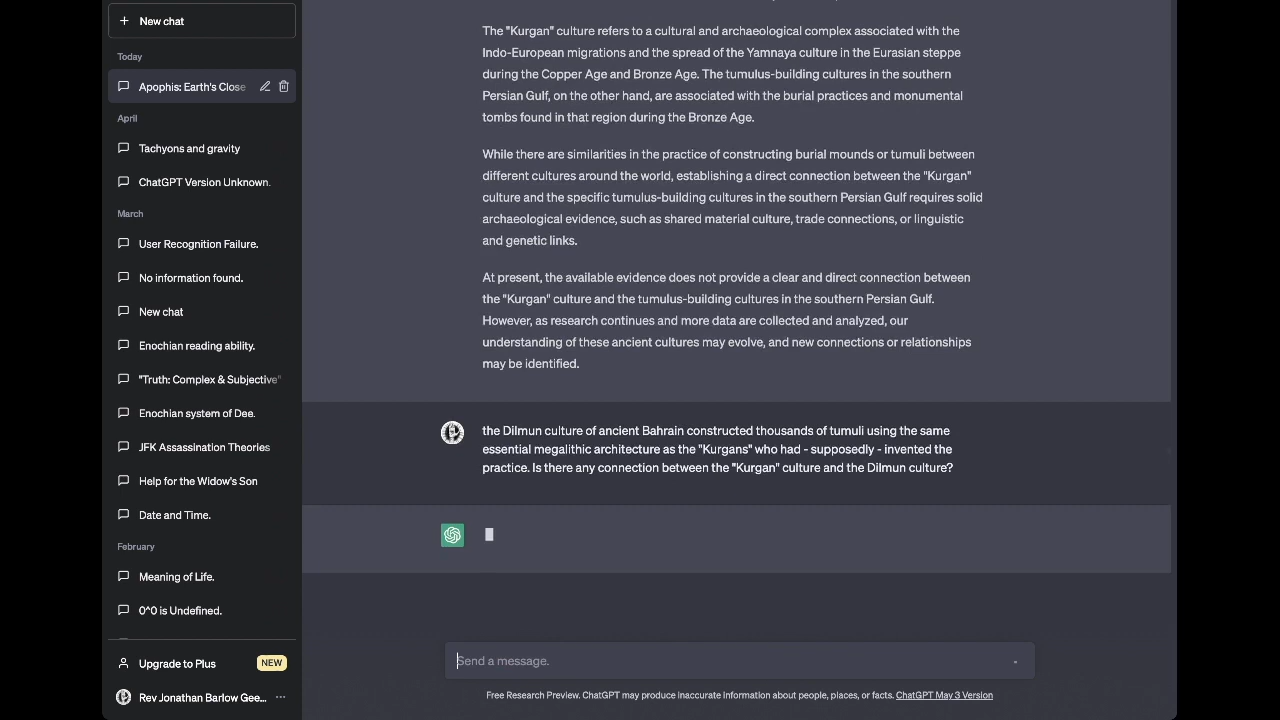 New chat
Today
Apophis: Earth's Close
April
Tachyons and gravity
ChatGPT Version Unknown.
March
User Recognition Failure.
No information found.
New chat
Enochian reading ability.
"Truth: Complex & Subjective"
Enochian system of Dee.
JFK Assassination Theories
Help for the Widow's Son
Date and Time.
February
Meaning of Life.
0^0 is Undefined.
Upgrade to Plus
NEW
Rev Jonathan Barlow Gee...
The "Kurgan" culture refers to a cultural and archaeological complex associated with the
Indo-European migrations and the spread of the Yamnaya culture in the Eurasian steppe
during the Copper Age and Bronze Age. The tumulus-building cultures in the southern
Persian Gulf, on the other hand, are associated with the burial practices and monumental
tombs found in that region during the Bronze Age.
While there are similarities in the practice of constructing burial mounds or tumuli between
different cultures around the world, establishing a direct connection between the "Kurgan"
culture and the specific tumulus-building cultures in the southern Persian Gulf requires solid
archaeological evidence, such as shared material culture, trade connections, or linguistic
and genetic links.
At present, the available evidence does not provide a clear and direct connection between
the "Kurgan" culture and the tumulus-building cultures in the southern Persian Gulf.
However, as research continues and more data are collected and analyzed, our
understanding of these ancient cultures may evolve, and new connections or relationships
may be identified.
the Dilmun culture of ancient Bahrain constructed thousands of tumuli using the same
essential megalithic architecture as the "Kurgans" who had - supposedly - invented the
practice. Is there any connection between the "Kurgan" culture and the Dilmun culture?
Send a message.
Free Research Preview. ChatGPT may produce inaccurate information about people, places, or facts. ChatGPT May 3 Version